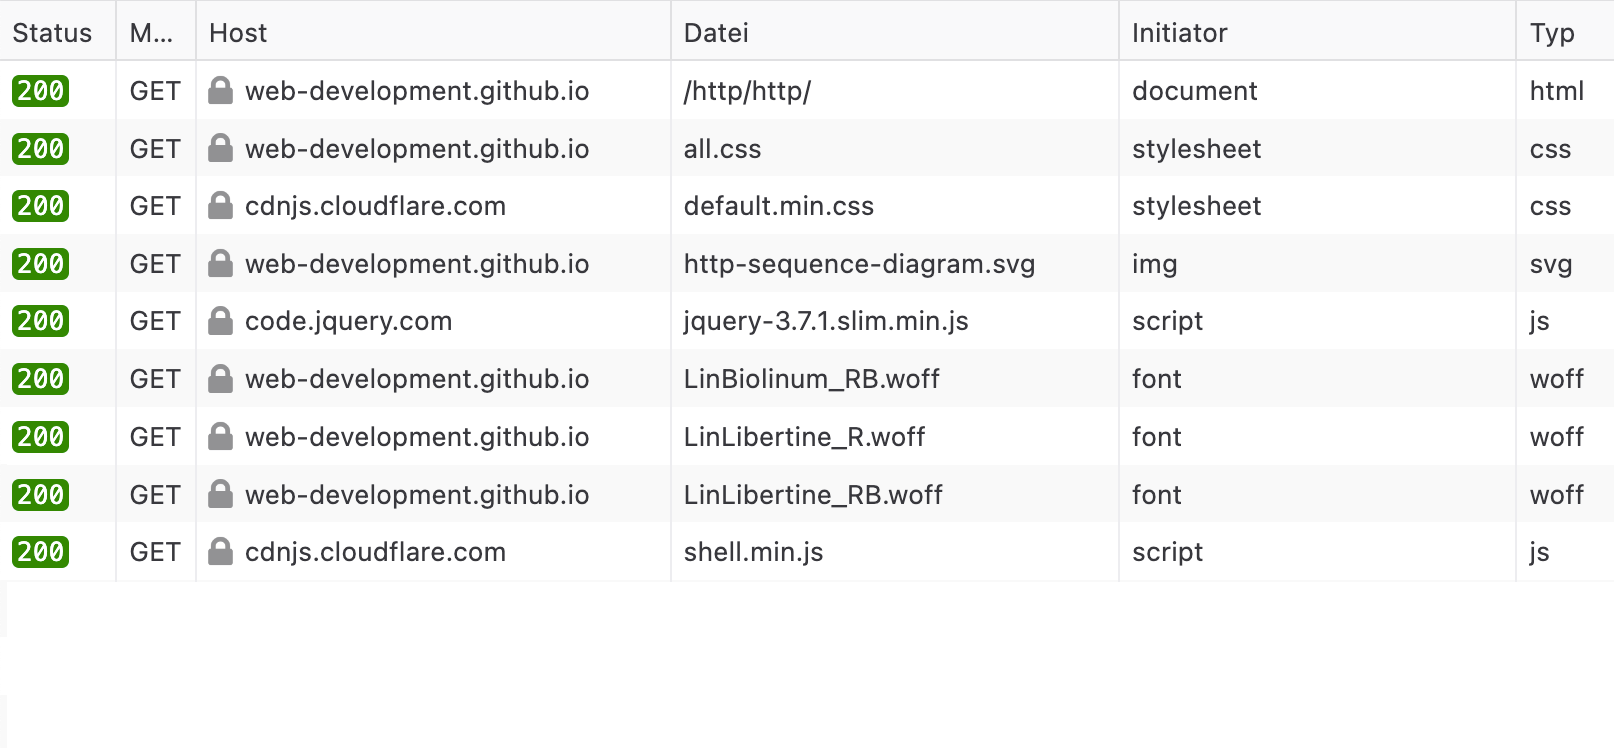 Status M... Host Datei Initiator Typ
200 GET web-development.github.io /http/http/ document html
200 GET web-development.github.io all.css stylesheet css
200 GET cdnjs.cloudflare.com default.min.css stylesheet css
200 GET web-development.github.io http-sequence-diagram.svg img svg
200 GET code.jquery.com jquery-3.7.1.slim.min.js script js
200 GET web-development.github.io LinBiolinum_RB.woff font woff
200 GET web-development.github.io LinLibertine_R.woff font woff
200 GET web-development.github.io LinLibertine_RB.woff font woff
200 GET cdnjs.cloudflare.com shell.min.js script js